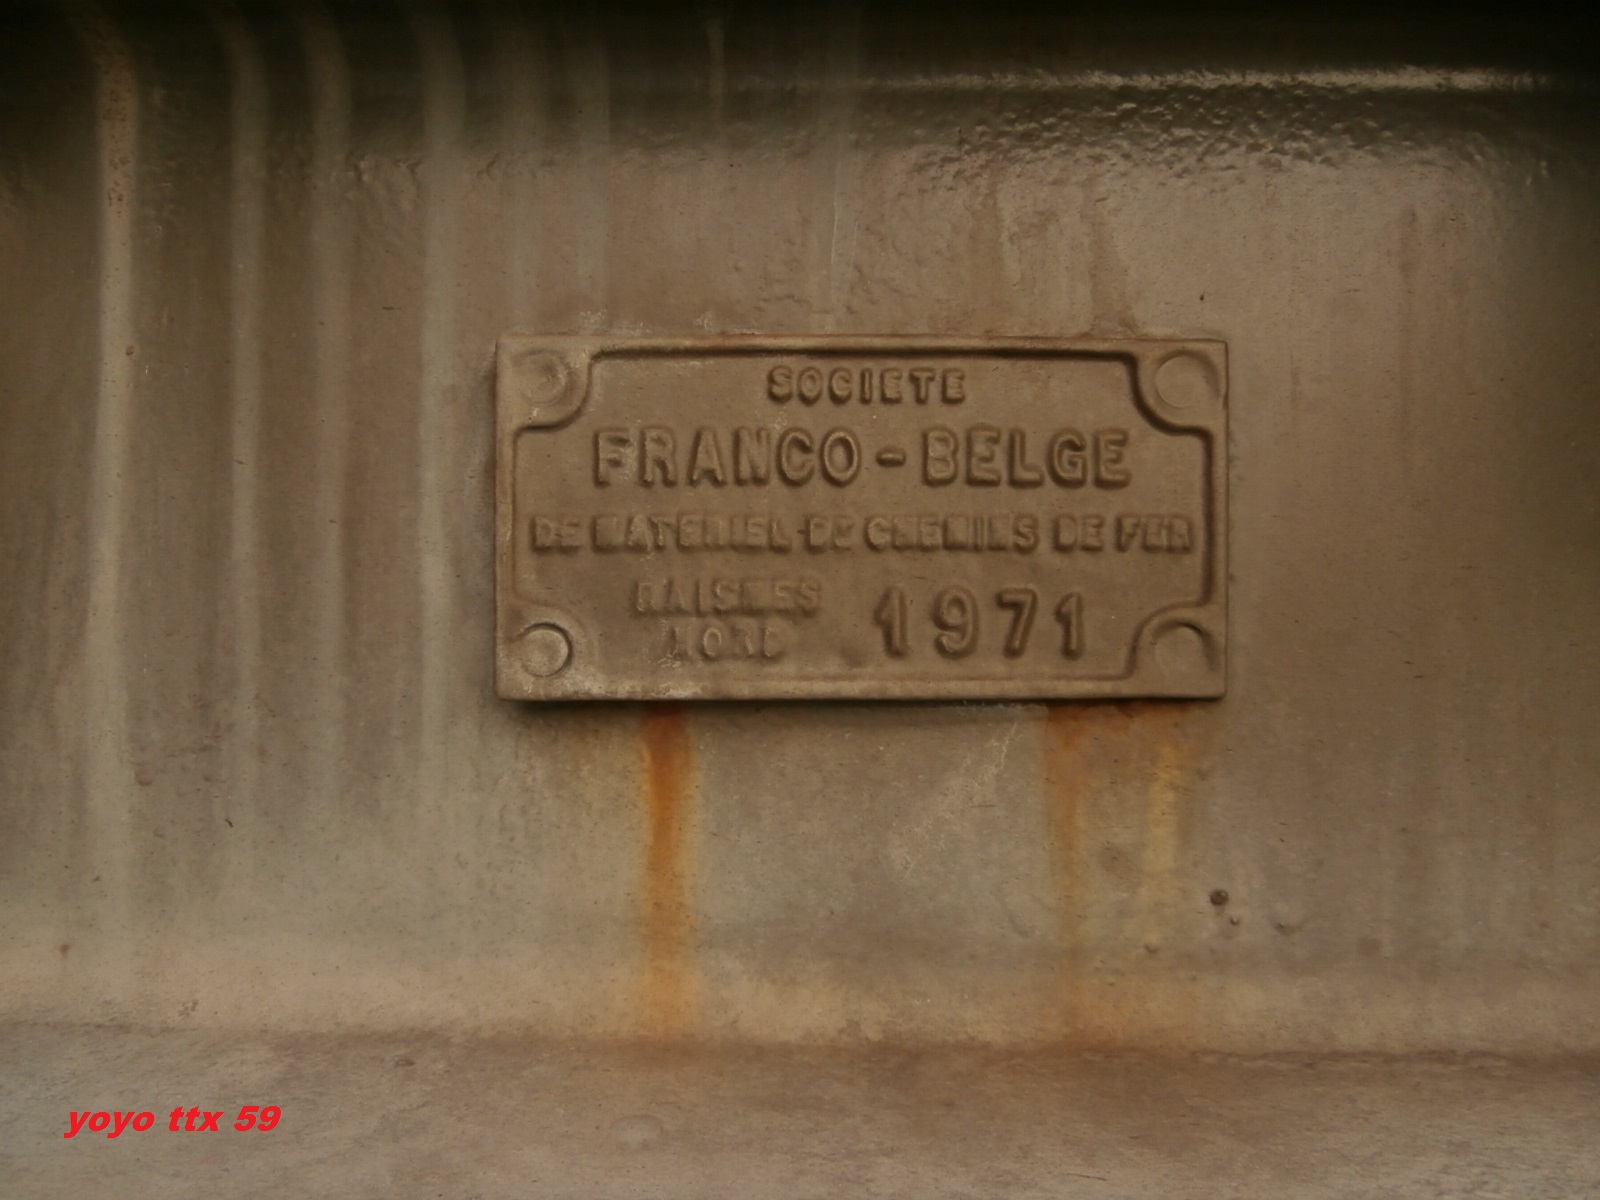 SOCIETE
FRANCO-BELGE
DE MATERIEL DE CHEMINS DE FER
RAISMES
NORD
1971
yoyo ttx 59